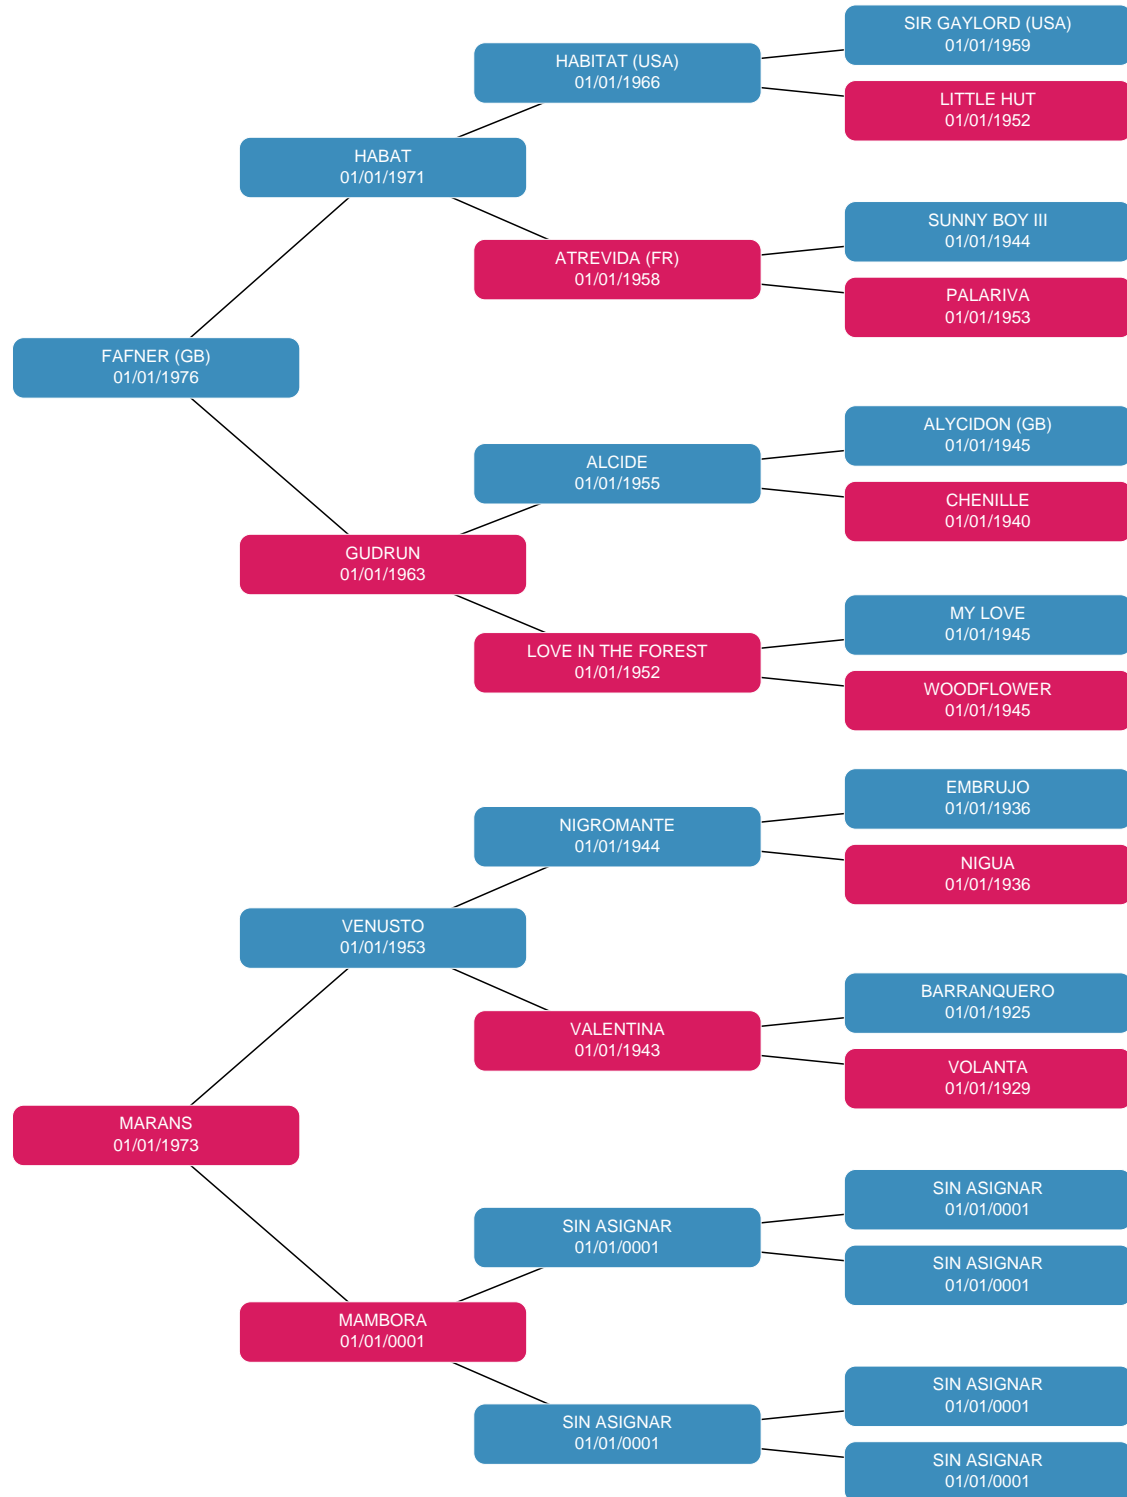 SIR GAYLORD (USA)
01/01/1959
HABITAT (USA)
01/01/1966
LITTLE HUT
01/01/1952
HABAT
01/01/1971
SUNNY BOY III
01/01/1944
ATREVIDA (FR)
01/01/1958
PALARIVA
01/01/1953
FAFNER (GB)
01/01/1976
ALYCIDON (GB)
01/01/1945
ALCIDE
01/01/1955
CHENILLE
01/01/1940
GUDRUN
01/01/1963
MY LOVE
01/01/1945
LOVE IN THE FOREST
01/01/1952
WOODFLOWER
01/01/1945
EMBRUJO
01/01/1936
NIGROMANTE
01/01/1944
NIGUA
01/01/1936
VENUSTO
01/01/1953
BARRANQUERO
01/01/1925
VALENTINA
01/01/1943
VOLANTA
01/01/1929
MARANS
01/01/1973
SIN ASIGNAR
01/01/0001
SIN ASIGNAR
01/01/0001
SIN ASIGNAR
01/01/0001
MAMBORA
01/01/0001
SIN ASIGNAR
01/01/0001
SIN ASIGNAR
01/01/0001
SIN ASIGNAR
01/01/0001